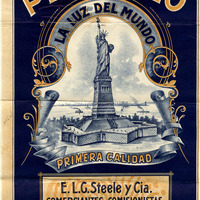 LA LUZ DEL MUNDO
PRIMERA CALIDAD
E. L. G. Steele y Cia.
COMERCIANTES COMISIONISTAS